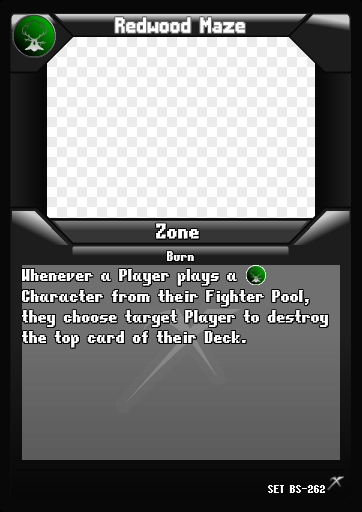 Redwood Maze
Zone
Burn
Whenever a Player plays a
Character from their Fighter Pool,
they choose target Player to destroy
the top card of their Deck.
SET BS-262